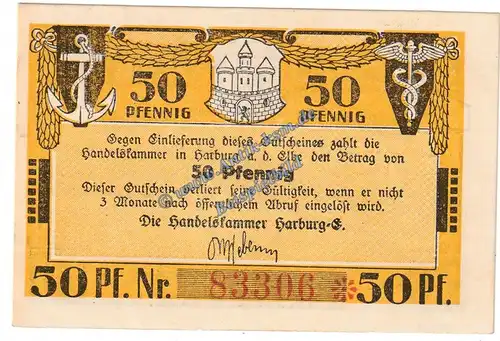 50 50
PFENNIG PFENNIG
Gegen Einlieferung dieses Gutscheines zahlt die
Handelskammer in Harburg a. d. Elbe den Betrag von
50 Pfennig
Dieser Gutschein verliert seine Gültigkeit, wenn er nicht
3 Monate nach öffentlichem Abruf eingelöst wird.
Die Handelskammer Harburg-E.
50 Pf. Nr. 83306 * 50 Pf.